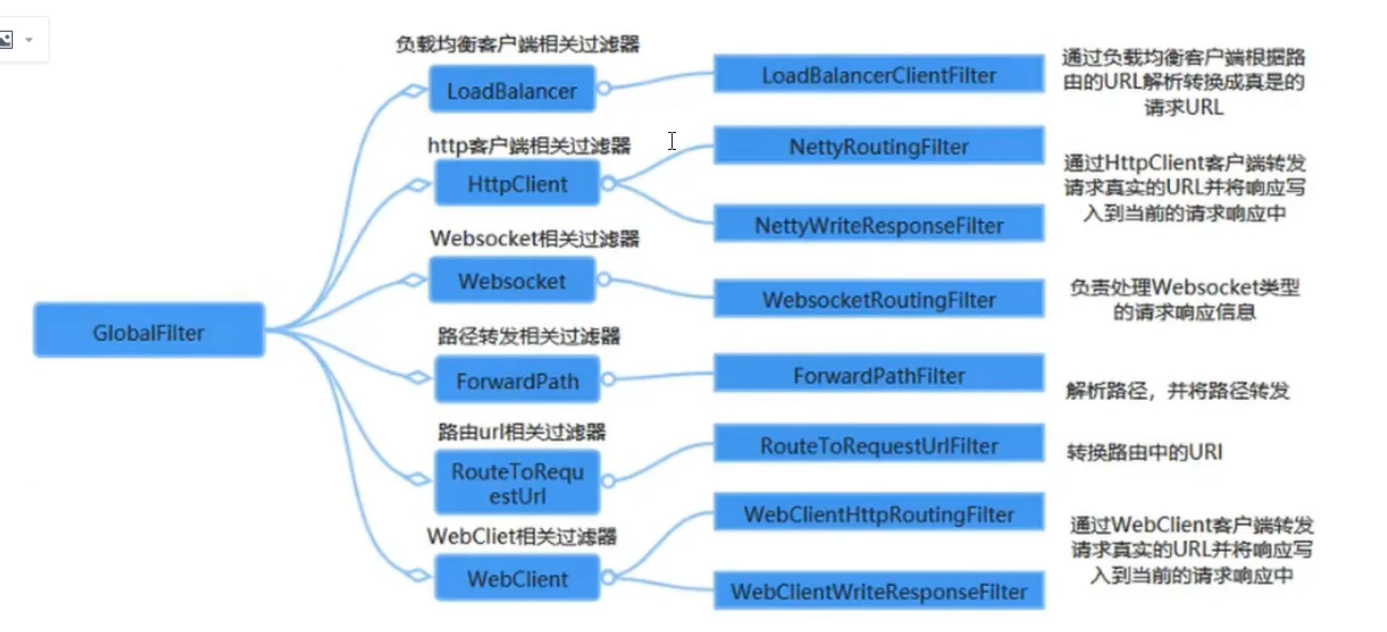 GlobalFilter
负载均衡客户端相关过滤器
LoadBalancer
LoadBalancerClientFilter
通过负载均衡客户端根据路
由的URL解析转换成真是的
请求URL
http客户端相关过滤器
HttpClient
NettyRoutingFilter
NettyWriteResponseFilter
通过HttpClient客户端转发
请求真实的URL并将响应写
入到当前的请求响应中
Websocket相关过滤器
Websocket
WebsocketRoutingFilter
负责处理Websocket类型
的请求响应信息
路径转发相关过滤器
ForwardPath
ForwardPathFilter
解析路径，并将路径转发
路由url相关过滤器
RouteToRequ
estUrl
RouteToRequestUrlFilter
转换路由中的URI
WebCliet相关过滤器
WebClient
WebClientHttpRoutingFilter
WebClientWriteResponseFilter
通过WebClient客户端转发
请求真实的URL并将响应写
入到当前的请求响应中